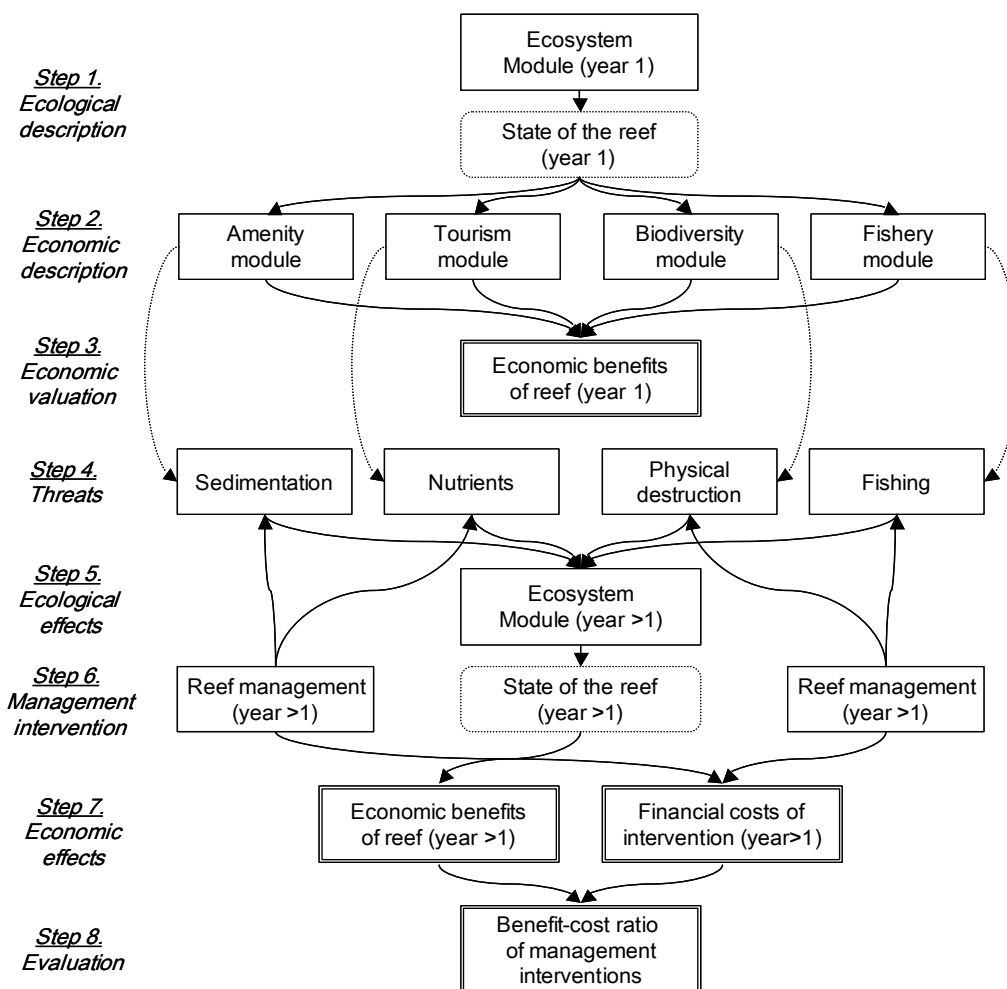 Ecosystem
Module (year 1)
Step 1.
Ecological
description
State of the reef
(year 1)
Step 2.
Economic
description
Amenity
module
Tourism
module
Biodiversity
module
Fishery
module
Step 3.
Economic
valuation
Economic benefits
of reef (year 1)
Step 4.
Threats
Sedimentation
Nutrients
Physical
destruction
Fishing
Step 5.
Ecological
effects
Ecosystem
Module (year >1)
Step 6.
Management
intervention
Reef management
(year >1)
State of the reef
(year >1)
Reef management
(year >1)
Step 7.
Economic
effects
Economic benefits
of reef (year >1)
Financial costs of
intervention (year>1)
Step 8.
Evaluation
Benefit-cost ratio
of management
interventions